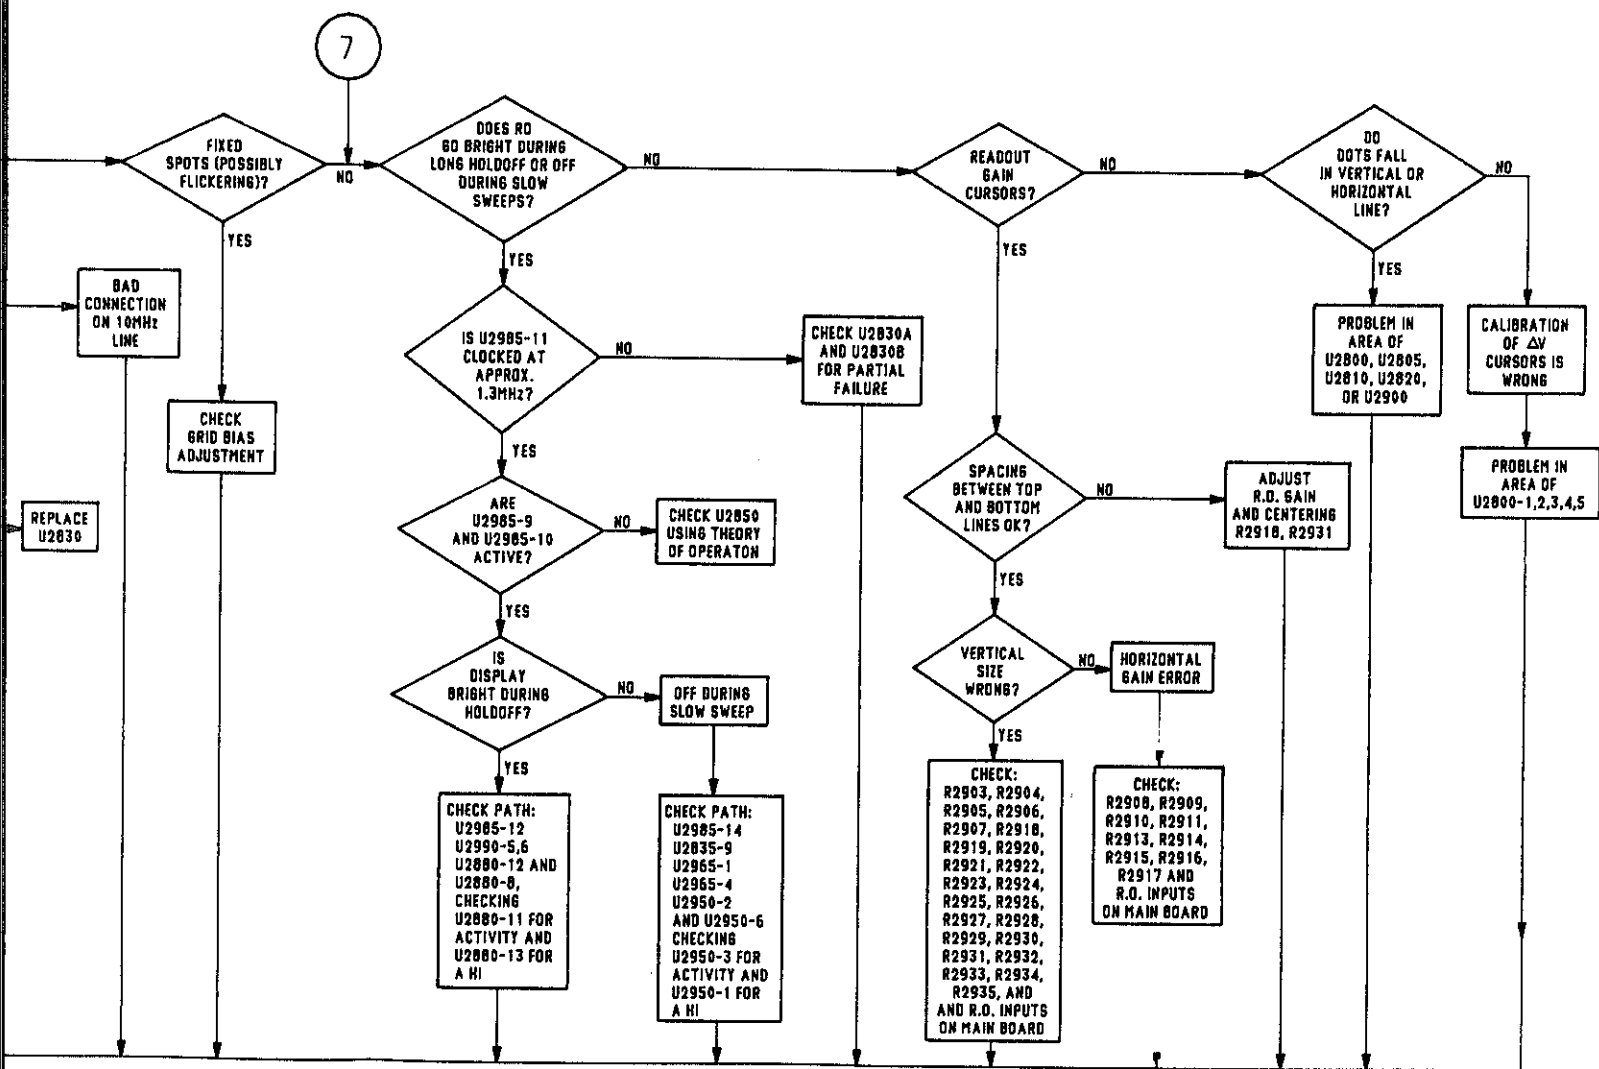 7
FIXED
SPOTS (POSSIBLY
FLICKERING)?
NO
YES
BAD
CONNECTION
ON 10MHz
LINE
CHECK
GRID BIAS
ADJUSTMENT
REPLACE
U2830
DOES RO
GO BRIGHT DURING
LONG HOLDOFF OR OFF
DURING SLOW
SWEEPS?
NO
YES
IS U2985-11
CLOCKED AT
APPROX.
1.3MHz?
NO
CHECK U2830A
AND U2830B
FOR PARTIAL
FAILURE
YES
ARE
U2985-9
AND U2985-10
ACTIVE?
NO
CHECK U2850
USING THEORY
OF OPERATON
YES
IS
DISPLAY
BRIGHT DURING
HOLDOFF?
NO
OFF DURING
SLOW SWEEP
YES
CHECK PATH:
U2985-12
U2990-5,6
U2880-12 AND
U2880-8,
CHECKING
U2880-11 FOR
ACTIVITY AND
U2880-13 FOR
A HI
CHECK PATH:
U2985-14
U2835-9
U2965-1
U2965-4
U2950-2
AND U2950-6
CHECKING
U2950-3 FOR
ACTIVITY AND
U2950-1 FOR
A HI
READOUT
GAIN
CURSORS?
NO
YES
SPACING
BETWEEN TOP
AND BOTTOM
LINES OK?
NO
ADJUST
R.O. GAIN
AND CENTERING
R2918, R2931
YES
VERTICAL
SIZE
WRONG?
NO
HORIZONTAL
GAIN ERROR
YES
CHECK:
R2903, R2904,
R2905, R2906,
R2907, R2918,
R2919, R2920,
R2921, R2922,
R2923, R2924,
R2925, R2926,
R2927, R2928,
R2929, R2930,
R2931, R2932,
R2933, R2934,
R2935, AND
AND R.O. INPUTS
ON MAIN BOARD
CHECK:
R2908, R2909,
R2910, R2911,
R2913, R2914,
R2915, R2916,
R2917 AND
R.O. INPUTS
ON MAIN BOARD
DO
DOTS FALL
IN VERTICAL OR
HORIZONTAL
LINE?
NO
YES
PROBLEM IN
AREA OF
U2800, U2805,
U2810, U2820,
OR U2900
CALIBRATION
OF ΔV
CURSORS IS
WRONG
PROBLEM IN
AREA OF
U2800-1,2,3,4,5